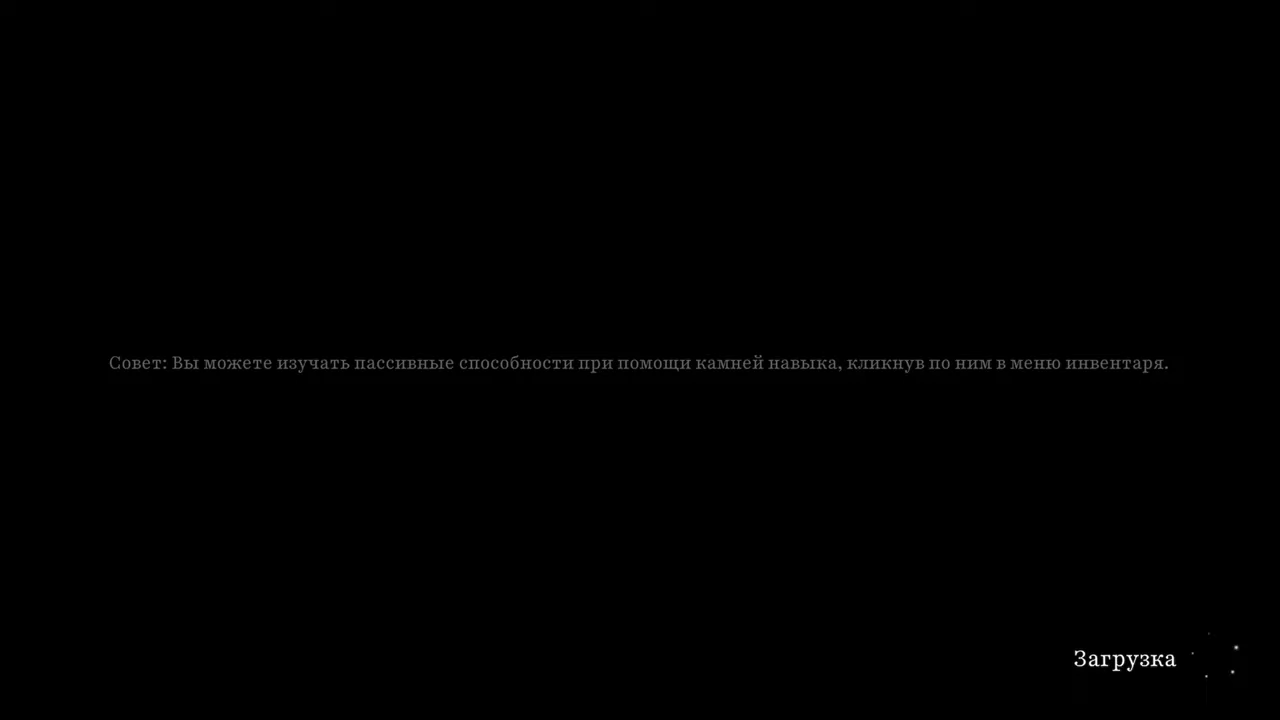 Совет: Вы можете изучать пассивные способности при помощи камней навыка, кликнув по ним в меню инвентаря.
Загрузка